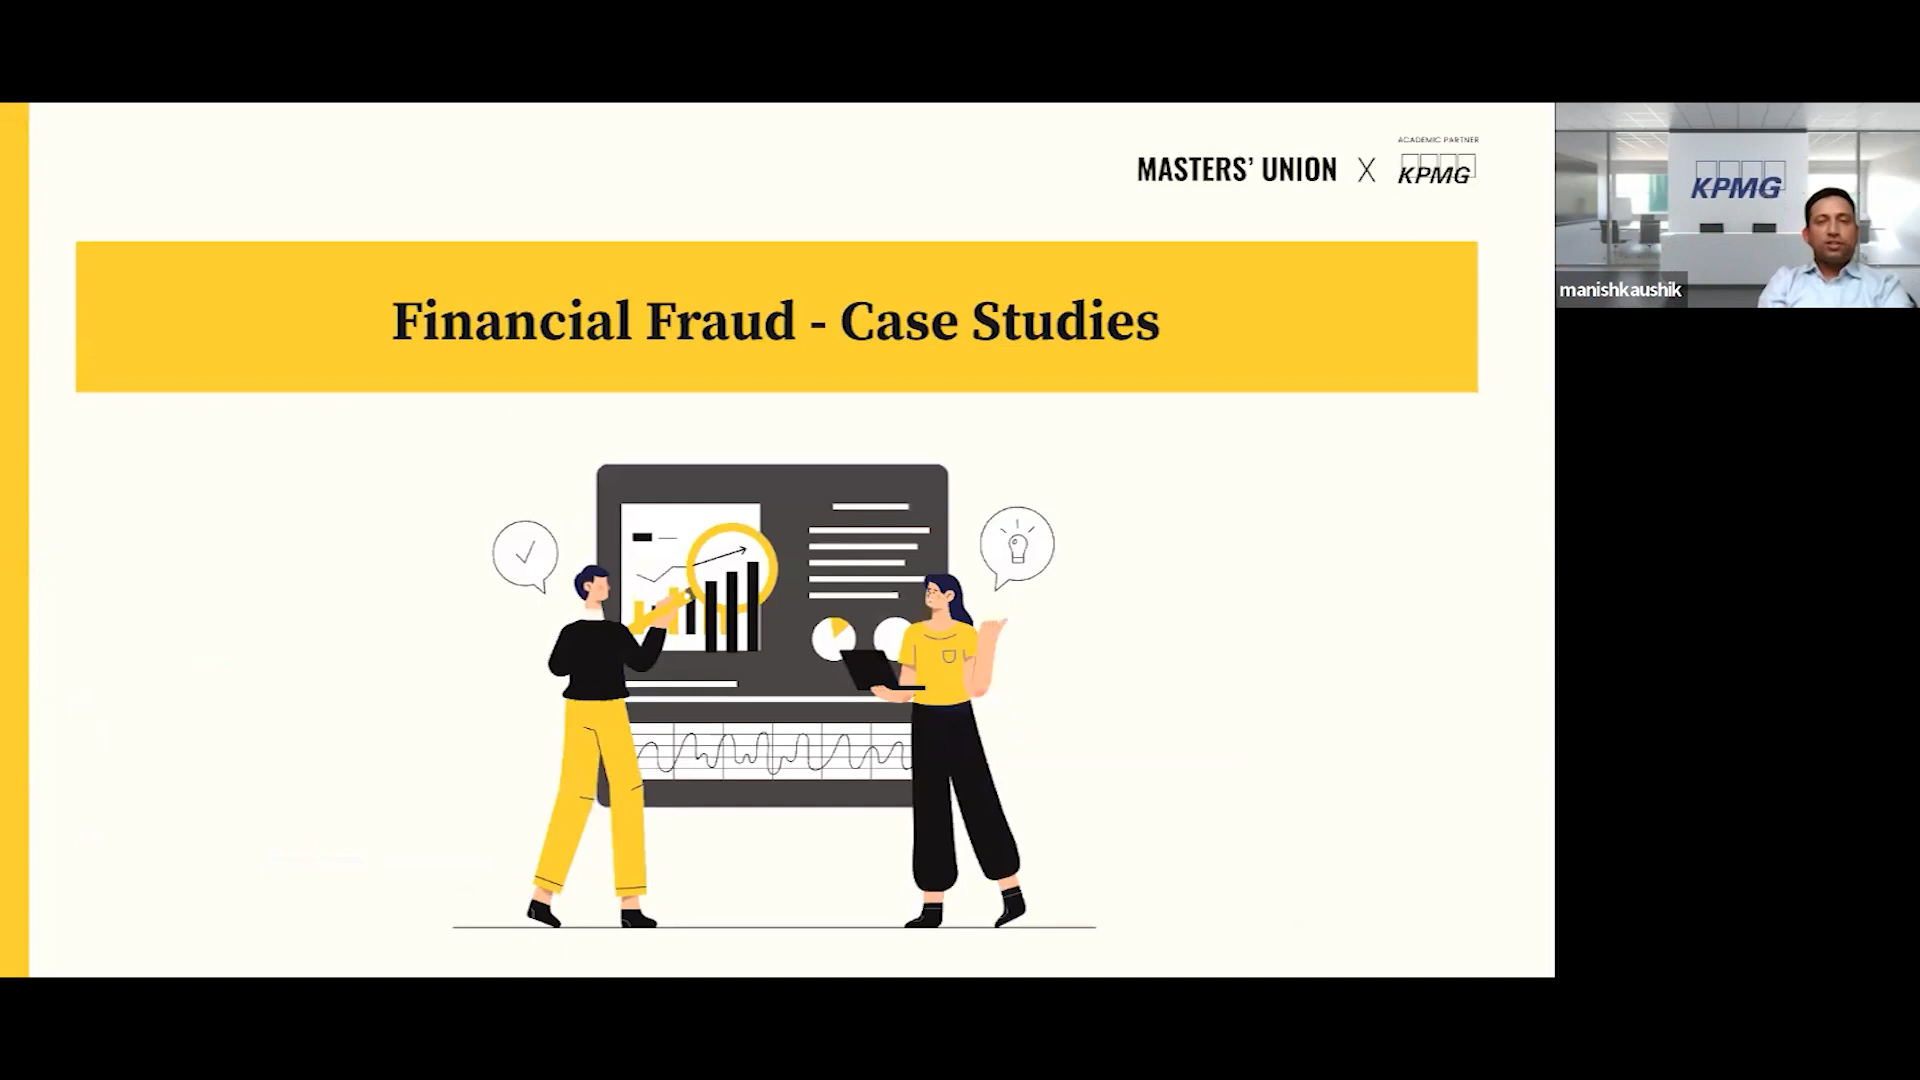 ACADEMIC PARTNER
MASTERS’ UNION X KPMG
KPMG
manishkaushik
Financial Fraud - Case Studies